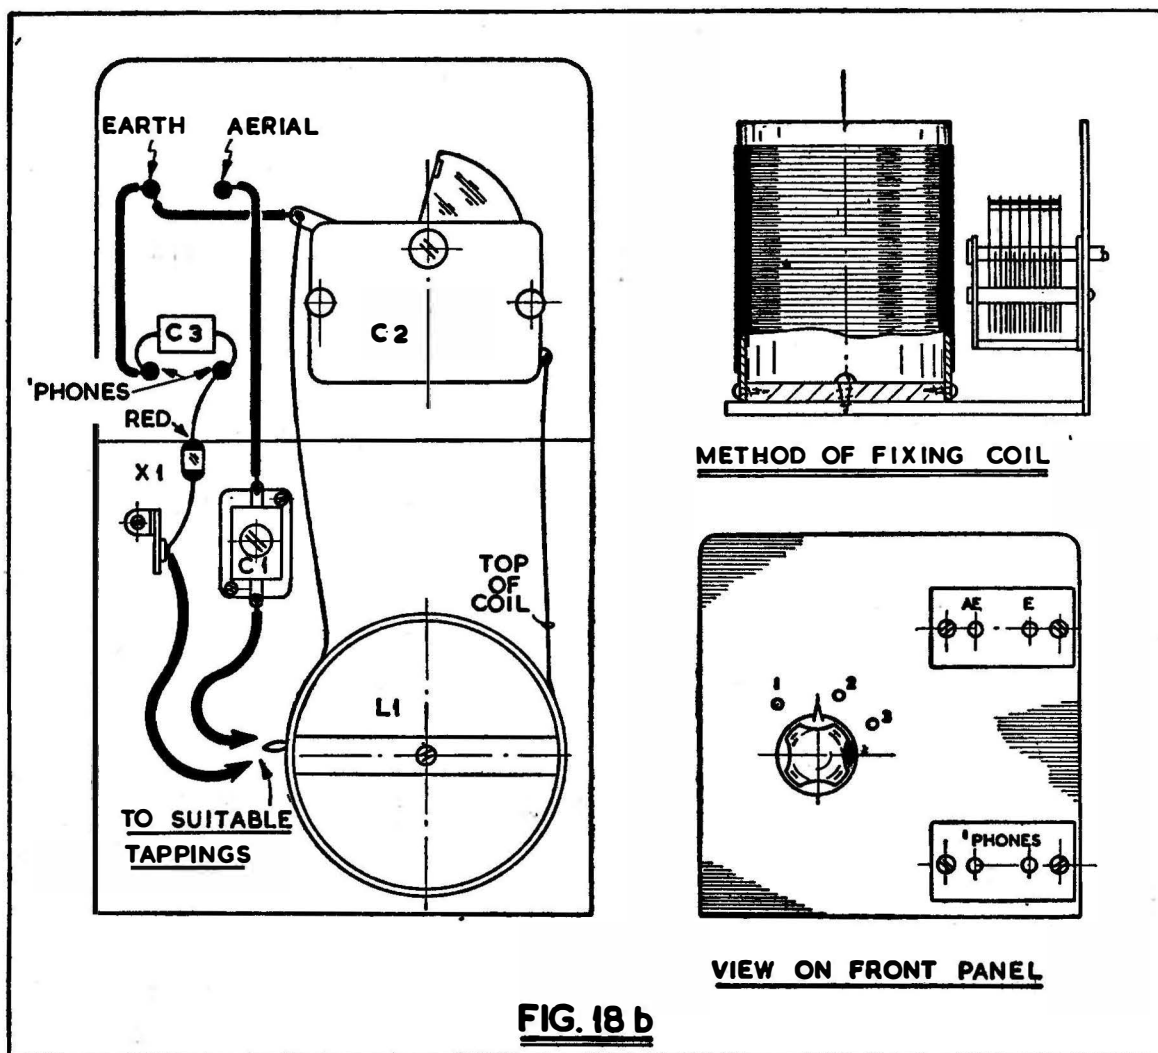 EARTH AERIAL
C3
C2
'PHONES
RED
X1
C1
TOP
OF
COIL
L1
TO SUITABLE
TAPPINGS
METHOD OF FIXING COIL
AE E
1 2
3
'PHONES
VIEW ON FRONT PANEL
FIG. 18 b